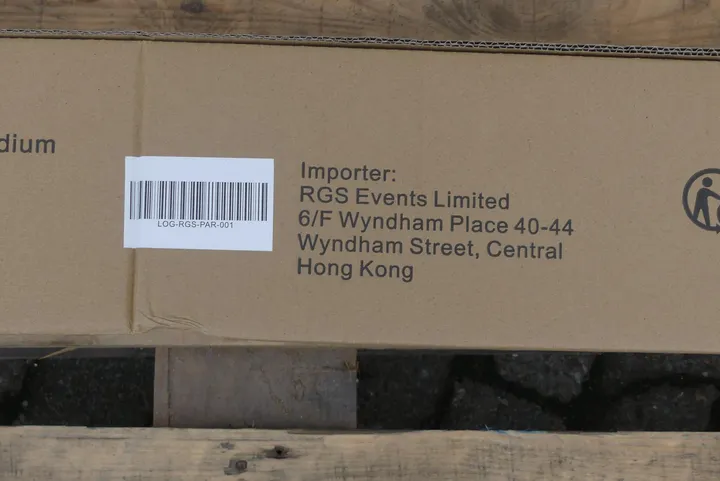 dium
LOG-RGS-PAR-001
Importer:
RGS Events Limited
6/F Wyndham Place 40-44
Wyndham Street, Central
Hong Kong